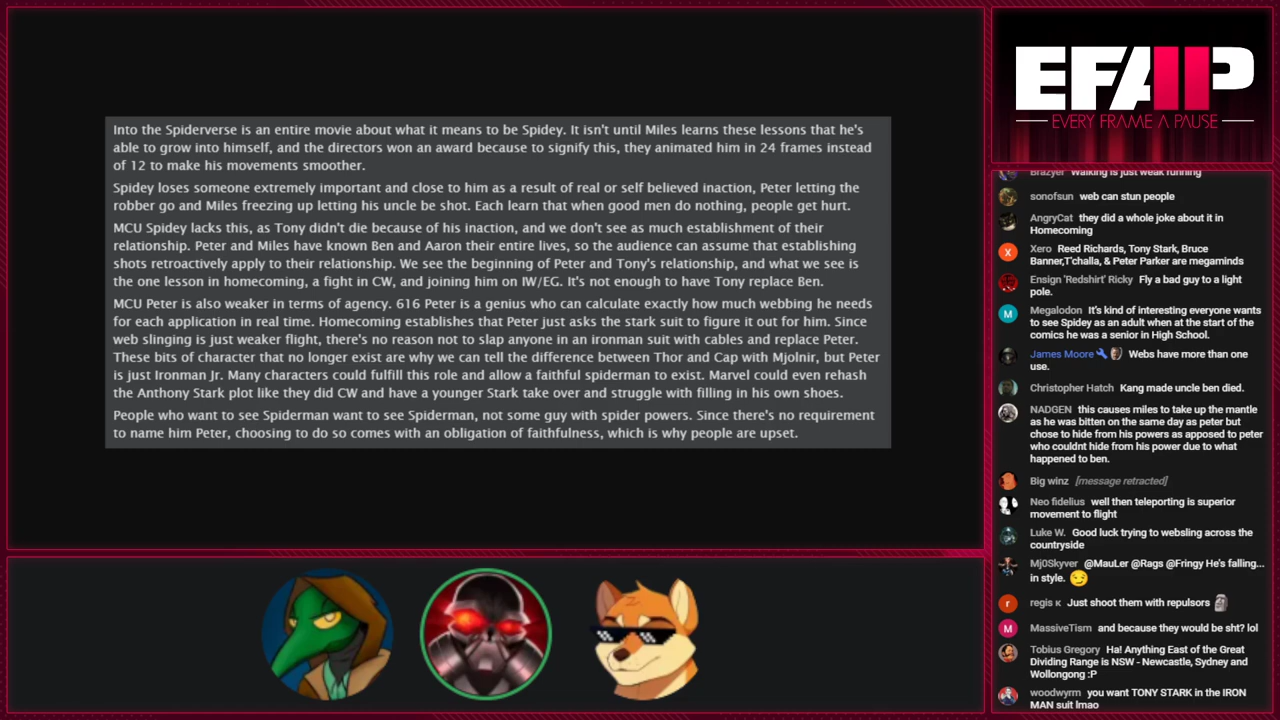 Into the Spiderverse is an entire movie about what it means to be Spidey. It isn't until Miles learns these lessons that he's
able to grow into himself, and the directors won an award because to signify this, they animated him in 24 frames instead
of 12 to make his movements smoother.
Spidey loses someone extremely important and close to him as a result of real or self believed inaction, Peter letting the
robber go and Miles freezing up letting his uncle be shot. Each learn that when good men do nothing, people get hurt.
MCU Spidey lacks this, as Tony didn't die because of his inaction, and we don't see as much establishment of their
relationship. Peter and Miles have known Ben and Aaron their entire lives, so the audience can assume that establishing
shots retroactively apply to their relationship. We see the beginning of Peter and Tony's relationship, and what we see is
the one lesson in homecoming, a fight in CW, and joining him on IW/EG. It's not enough to have Tony replace Ben.
MCU Peter is also weaker in terms of agency. 616 Peter is a genius who can calculate exactly how much webbing he needs
for each application in real time. Homecoming establishes that Peter just asks the stark suit to figure it out for him. Since
web slinging is just weaker flight, there's no reason not to slap anyone in an ironman suit with cables and replace Peter.
These bits of character that no longer exist are why we can tell the difference between Thor and Cap with Mjolnir, but Peter
is just Ironman Jr. Many characters could fulfill this role and allow a faithful spiderman to exist. Marvel could even rehash
the Anthony Stark plot like they did CW and have a younger Stark take over and struggle with filling in his own shoes.
People who want to see Spiderman want to see Spiderman, not some guy with spider powers. Since there's no requirement
to name him Peter, choosing to do so comes with an obligation of faithfulness, which is why people are upset.
EFAP
EVERY FRAME A PAUSE
Brazyer Walking is just weak running
sonofsun web can stun people
AngryCat they did a whole joke about it in
Homecoming
X
Xero Reed Richards, Tony Stark, Bruce
Banner,T'challa, & Peter Parker are megaminds
Ensign 'Redshirt' Ricky Fly a bad guy to a light
pole.
M
Megalodon It's kind of interesting everyone wants
to see Spidey as an adult when at the start of the
comics he was a senior in High School.
James Moore Webs have more than one
use.
Christopher Hatch Kang made uncle ben died.
NADGEN this causes miles to take up the mantle
as he was bitten on the same day as peter but
chose to hide from his powers as apposed to peter
who couldnt hide from his power due to what
happened to ben.
Big winz [message retracted]
Neo fidelius well then teleporting is superior
movement to flight
Luke W. Good luck trying to websling across the
countryside
Mj0Skyver @MauLer @Rags @Fringy He's falling...
in style.
r
regis κ Just shoot them with repulsors
M
MassiveTism and because they would be sht? lol
Tobius Gregory Ha! Anything East of the Great
Dividing Range is NSW - Newcastle, Sydney and
Wollongong :P
woodwyrm you want TONY STARK in the IRON
MAN suit lmao